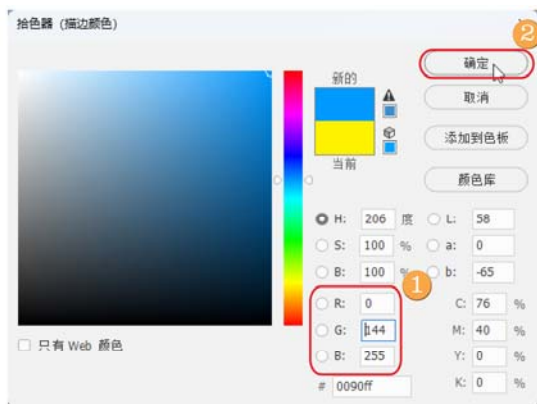 拾色器 (描边颜色)
2
确定
新的
取消
添加到色板
当前
颜色库
H: 206 度 L: 58
S: 100 % a: 0
B: 100 % b: -65
1
R: 0 C: 76 %
G: 144 M: 40 %
只有 Web 颜色
B: 255 Y: 0 %
# 0090ff K: 0 %